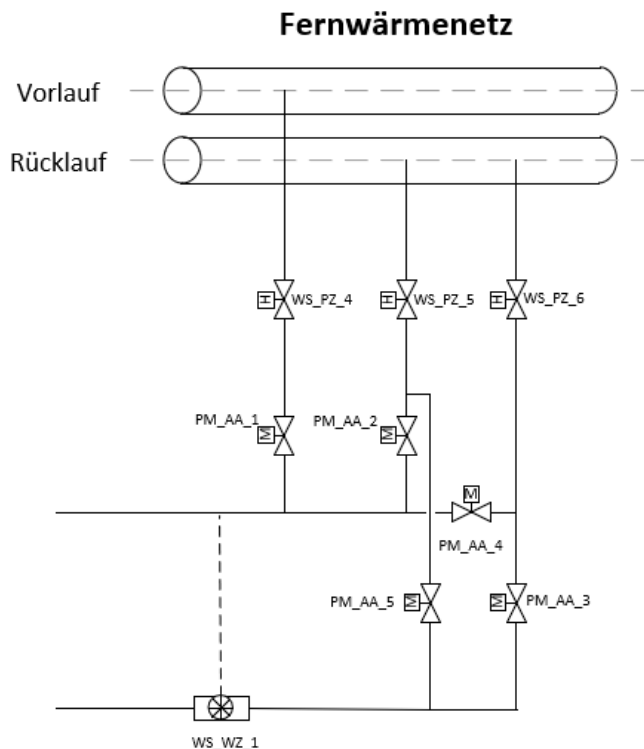 Fernwärmenetz
Vorlauf
Rücklauf
H WS_PZ_4
H WS_PZ_5
H WS_PZ_6
PM_AA_1 M
PM_AA_2 M
M
PM_AA_4
PM_AA_5 M
M PM_AA_3
WS_WZ_1